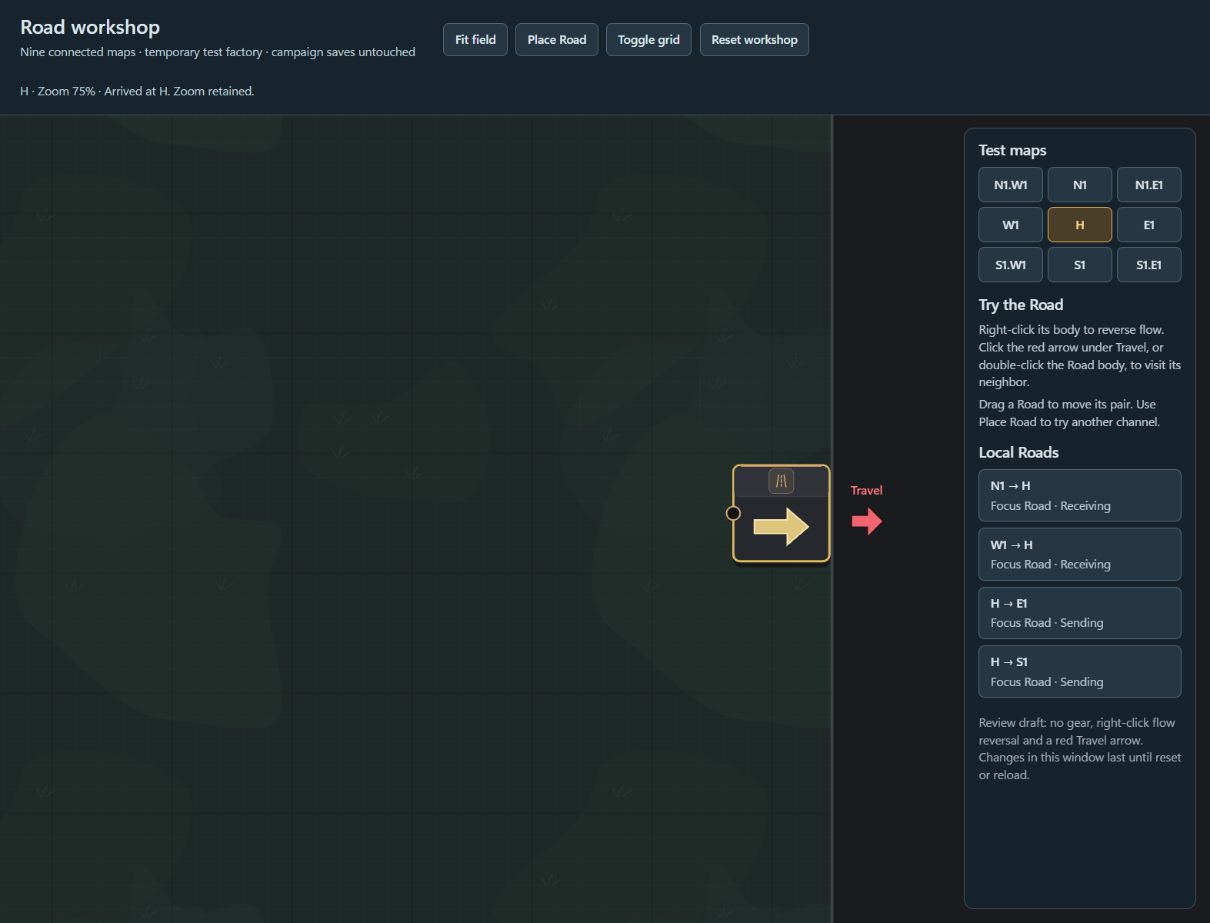 Road workshop
Nine connected maps · temporary test factory · campaign saves untouched
Fit field
Place Road
Toggle grid
Reset workshop
H · Zoom 75% · Arrived at H. Zoom retained.
Travel
Test maps
N1.W1
N1
N1.E1
W1
H
E1
S1.W1
S1
S1.E1
Try the Road
Right-click its body to reverse flow.
Click the red arrow under Travel, or
double-click the Road body, to visit its
neighbor.
Drag a Road to move its pair. Use
Place Road to try another channel.
Local Roads
N1 → H
Focus Road · Receiving
W1 → H
Focus Road · Receiving
H → E1
Focus Road · Sending
H → S1
Focus Road · Sending
Review draft: no gear, right-click flow
reversal and a red Travel arrow.
Changes in this window last until reset
or reload.